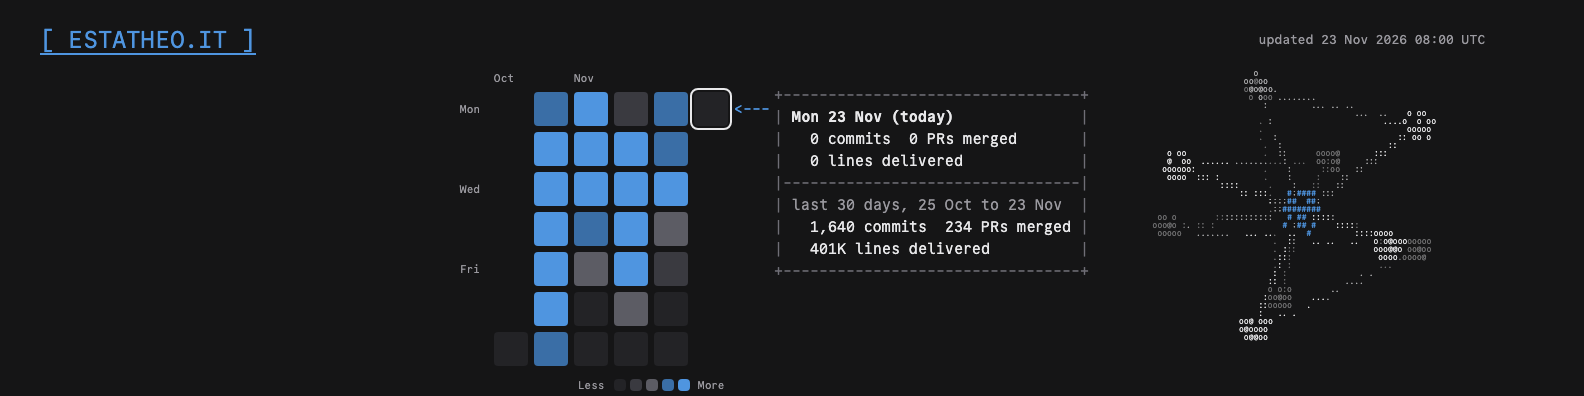 [ ESTATHEO.IT ]
updated 23 Nov 2026 08:00 UTC
Oct Nov
Mon
Wed
Fri
Less More
<---
Mon 23 Nov (today)
0 commits 0 PRs merged
0 lines delivered
last 30 days, 25 Oct to 23 Nov
1,640 commits 234 PRs merged
401K lines delivered